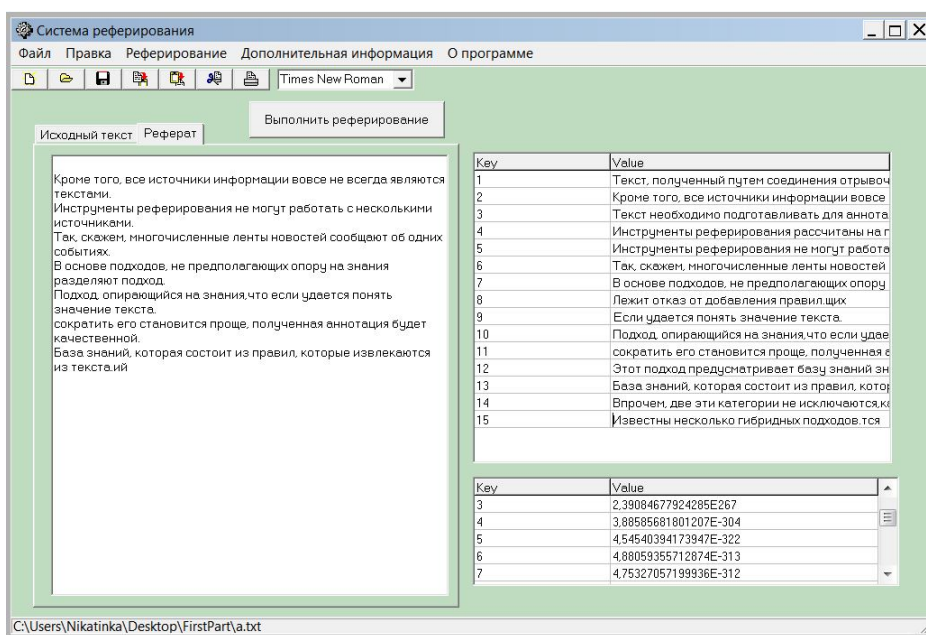 Система реферирования
Файл Правка Реферирование Дополнительная информация О программе
Times New Roman
Выполнить реферирование
Исходный текст Реферат
Кроме того, все источники информации вовсе не всегда являются
текстами.
Инструменты реферирования не могут работать с несколькими
источниками.
Так, скажем, многочисленные ленты новостей сообщают об одних
событиях.
В основе подходов, не предполагающих опору на знания
разделяют подход.
Подход, опирающийся на знания,что если удается понять
значение текста.
сократить его становится проще, полученная аннотация будет
качественной.
База знаний, которая состоит из правил, которые извлекаются
из текста.ий
Key Value
1 Текст, полученный путем соединения отрывоч
2 Кроме того, все источники информации вовсе
3 Текст необходимо подготавливать для аннота
4 Инструменты реферирования рассчитаны на г
5 Инструменты реферирования не могут работа
6 Так, скажем, многочисленные ленты новостей
7 В основе подходов, не предполагающих опору
8 Лежит отказ от добавления правил.щих
9 Если удается понять значение текста.
10 Подход, опирающийся на знания,что если удае
11 сократить его становится проще, полученная а
12 Этот подход предусматривает базу знаний зн
13 База знаний, которая состоит из правил, котор
14 Впрочем, две эти категории не исключаются,ка
15 Известны несколько гибридных подходов.тся
Key Value
3 2,39084677924285E267
4 3,88585681801207E-304
5 4,54540394173947E-322
6 4,88059355712874E-313
7 4,75327057199936E-312
C:\Users\Nikatinka\Desktop\FirstPart\a.txt